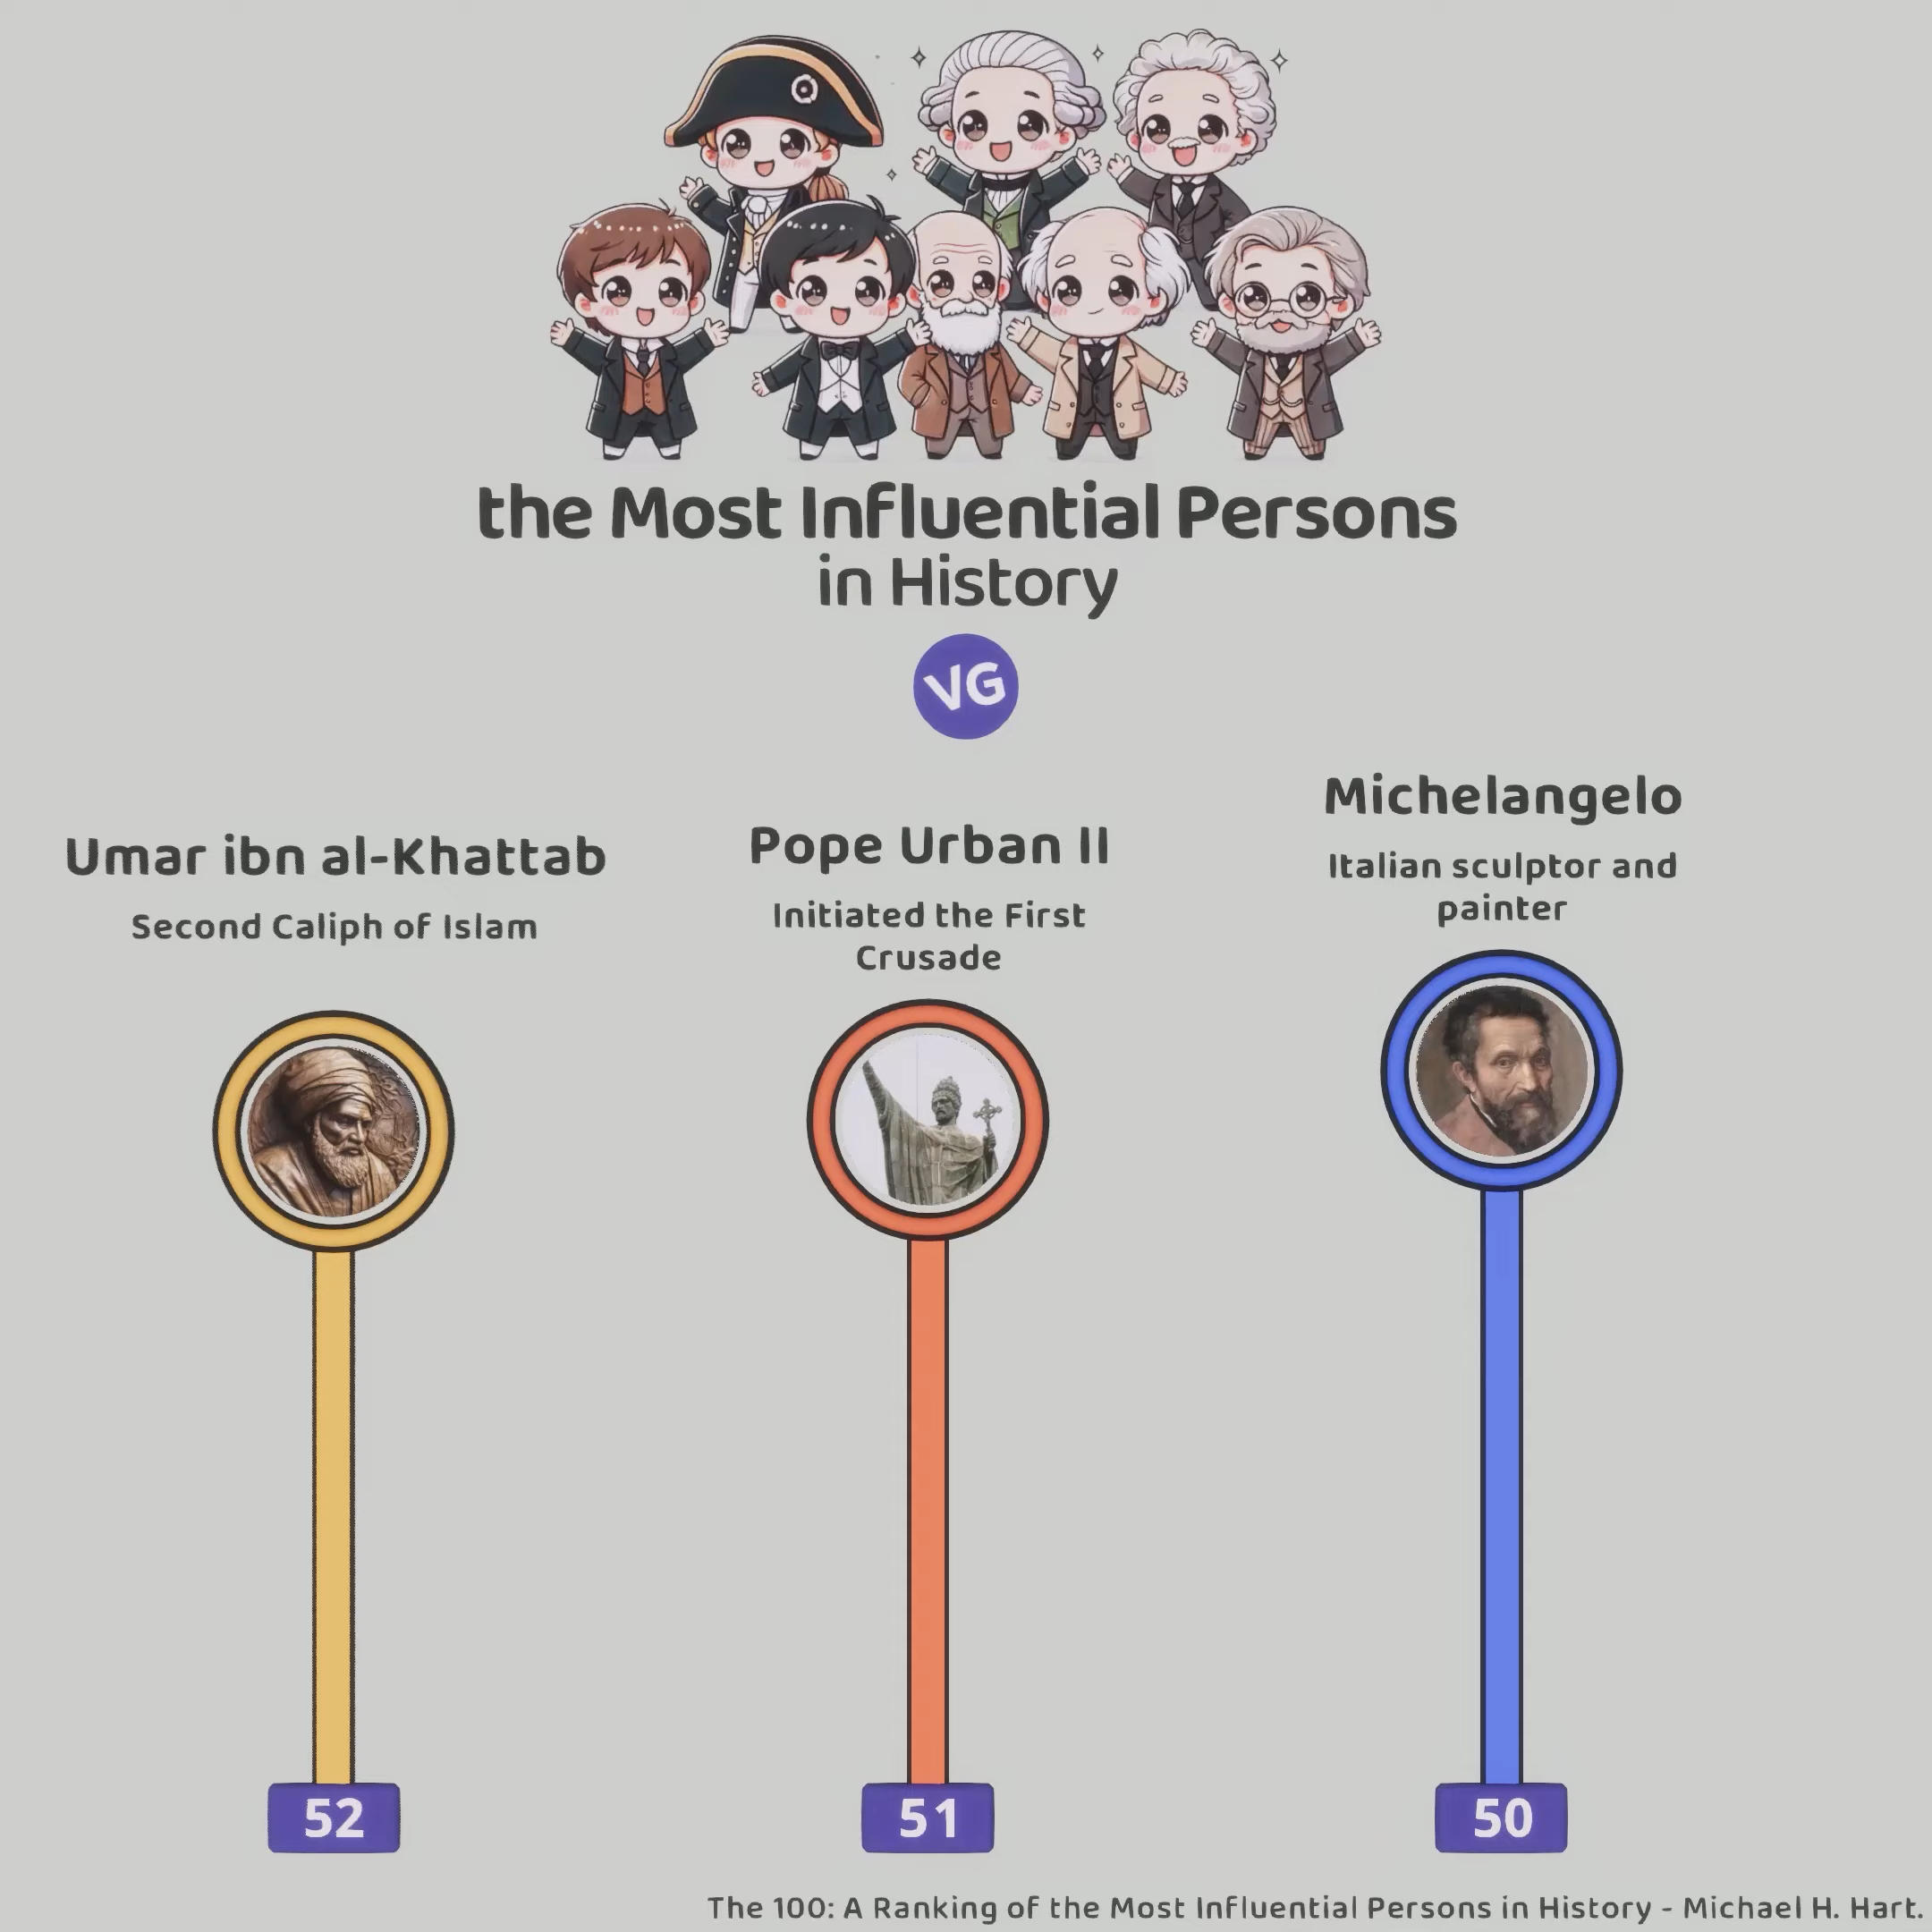 the Most Influential Persons
in History
VG
Umar ibn al-Khattab
Second Caliph of Islam
Pope Urban II
Initiated the First
Crusade
Michelangelo
Italian sculptor and
painter
52
51
50
The 100: A Ranking of the Most Influential Persons in History - Michael H. Hart.